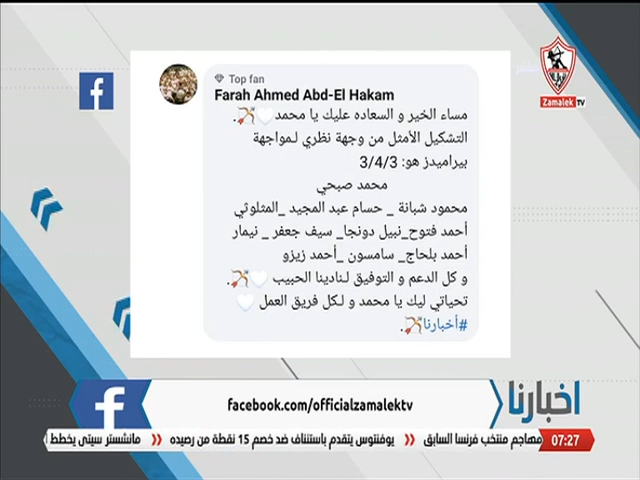 Top fan
Farah Ahmed Abd-El Hakam
مساء الخير و السعاده عليك يا محمد🤍🏹.
التشكيل الأمثل من وجهة نظري لـمواجهة
بيراميدز هو: 3/4/3
محمد صبحي
محمود شبانة _ حسام عبد المجيد _المثلوثي
أحمد فتوح_نبيل دونجا_ سيف جعفر _ نيمار
أحمد بلحاج_ سامسون _أحمد زيزو
و كل الدعم و التوفيق لـنادينا الحبيب 🤍🏹.
تحياتي ليك يا محمد و لـكل فريق العمل 🤍
#أخبارنا🏹.
Zamalek TV
facebook.com/officialzamalektv
اخبارنا
07:27
مهاجم منتخب فرنسا السابق » يوفنتوس يتقدم باستئناف ضد خصم 15 نقطة من رصيده » مانشستر سيتى يخطط